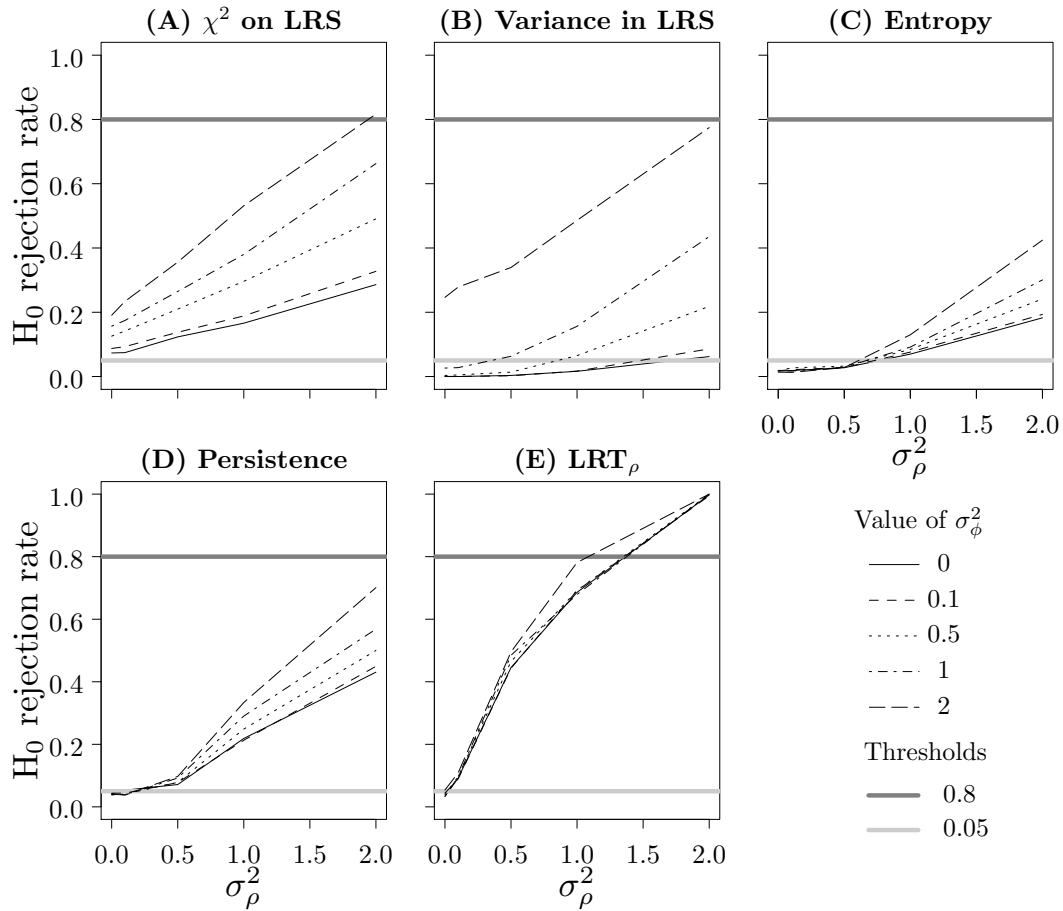 (A) χ² on LRS
(B) Variance in LRS
(C) Entropy
H₀ rejection rate
1.0
0.8
0.6
0.4
0.2
0.0
0.0 0.5 1.0 1.5 2.0
σ²ρ
(D) Persistence
(E) LRTρ
H₀ rejection rate
1.0
0.8
0.6
0.4
0.2
0.0
0.0 0.5 1.0 1.5 2.0
σ²ρ
0.0 0.5 1.0 1.5 2.0
σ²ρ
Value of σ²ϕ
0
0.1
0.5
1
2
Thresholds
0.8
0.05